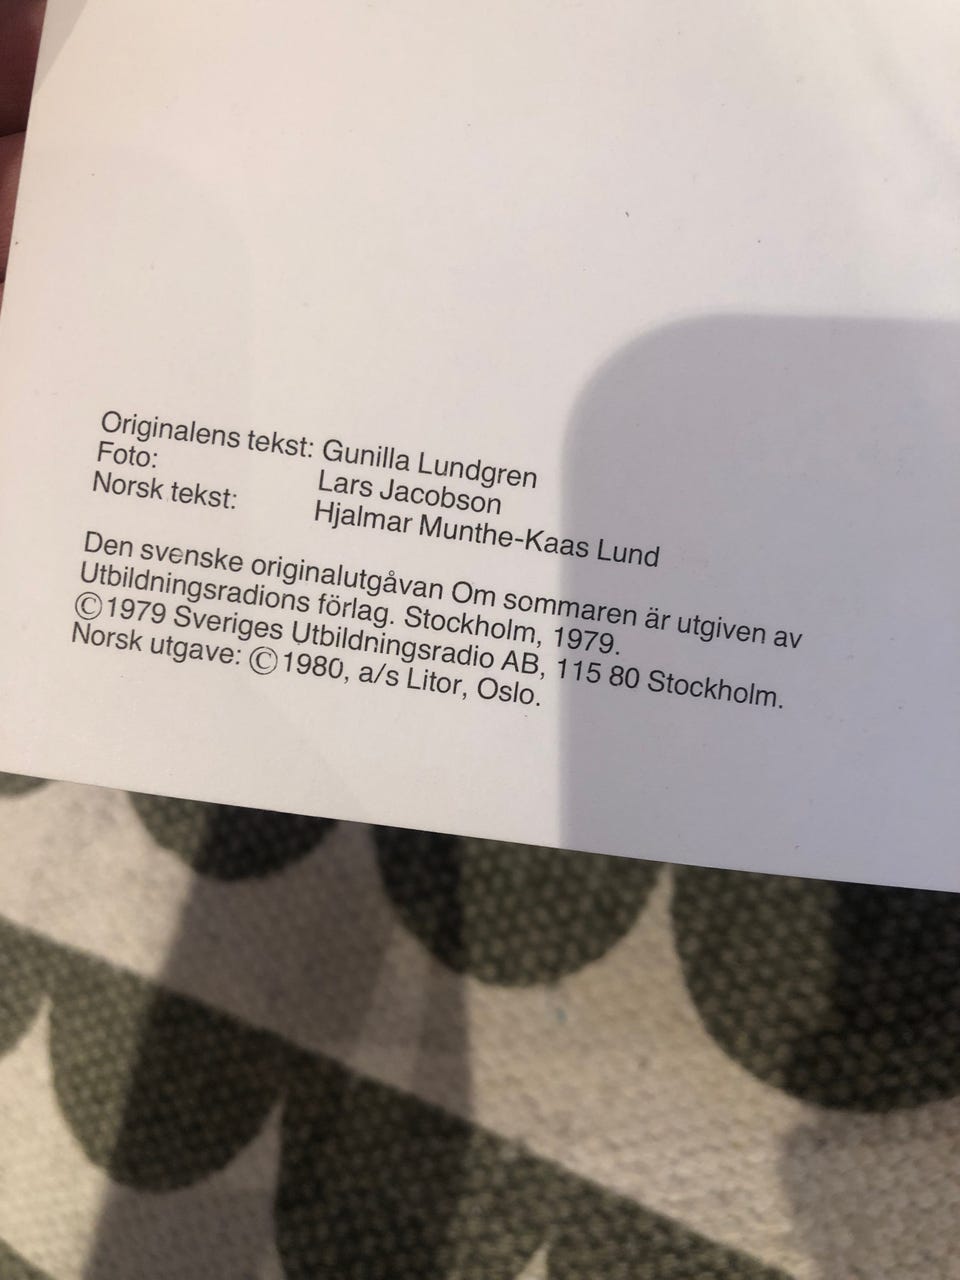 Originalens tekst: Gunilla Lundgren
Foto: Lars Jacobson
Norsk tekst: Hjalmar Munthe-Kaas Lund
Den svenske originalutgåvan Om sommaren är utgiven av
Utbildningsradions förlag. Stockholm, 1979.
©1979 Sveriges Utbildningsradio AB, 115 80 Stockholm.
Norsk utgave: ©1980, a/s Litor, Oslo.